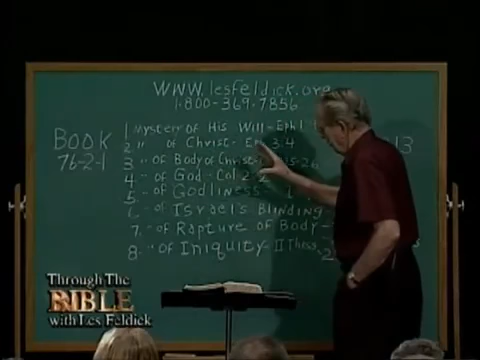 www.lesfeldick.org
1-800-369-7856
BOOK
76-2-1
1 Mystery of His Will - Eph 1
2 " of Christ - 3:4
3 " of Body of Christ -
4 " of God - Col 2:2
5. " of Godliness
6 " of Israel's Blinding -
7. " of Rapture of Body -
8. " of Iniquity - II Thess
13
Through The
BIBLE
with Les Feldick